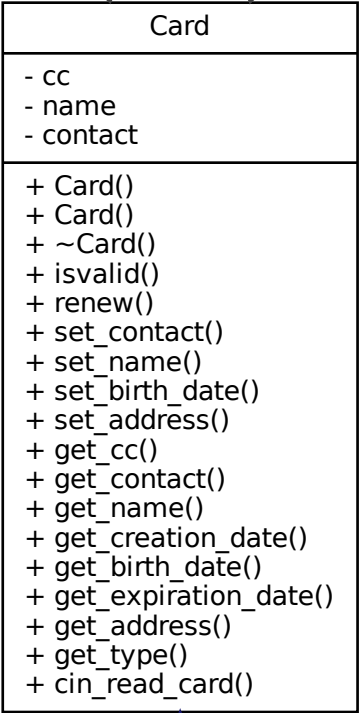 Card
- cc
- name
- contact
+ Card()
+ Card()
+ ~Card()
+ isvalid()
+ renew()
+ set_contact()
+ set_name()
+ set_birth_date()
+ set_address()
+ get_cc()
+ get_contact()
+ get_name()
+ get_creation_date()
+ get_birth_date()
+ get_expiration_date()
+ get_address()
+ get_type()
+ cin_read_card()